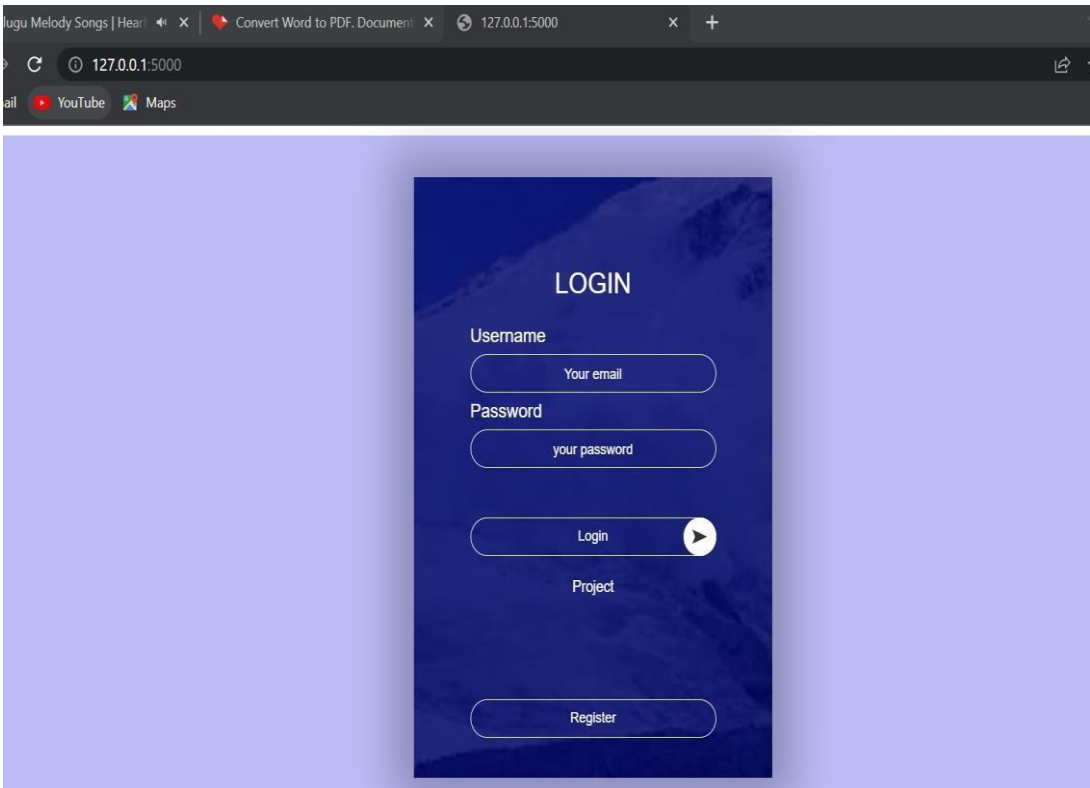 lugu Melody Songs | Heart
Convert Word to PDF. Document
127.0.0.1:5000
127.0.0.1:5000
ail YouTube Maps
LOGIN
Username
Your email
Password
your password
Login
Project
Register